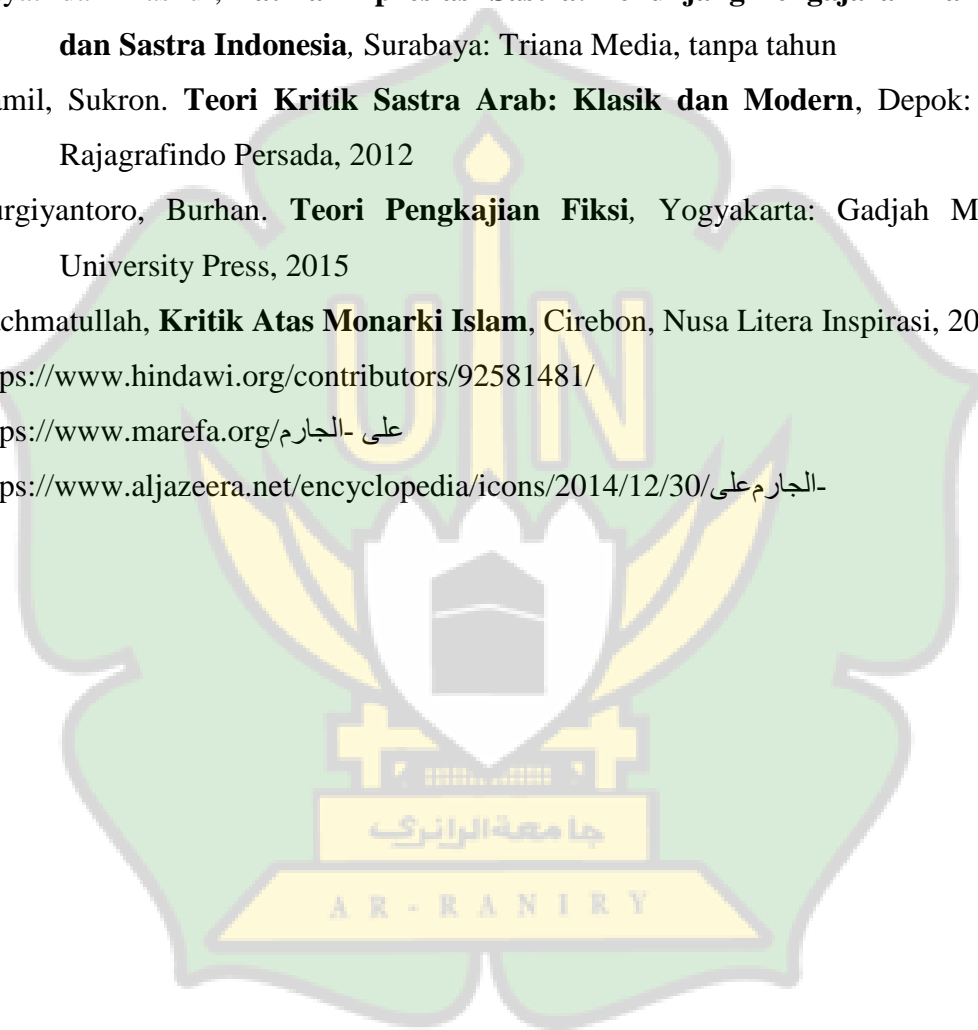 dan Sastra Indonesia, Surabaya: Triana Media, tanpa tahun
amil, Sukron. Teori Kritik Sastra Arab: Klasik dan Modern, Depok:
Rajagrafindo Persada, 2012
urgiyantoro, Burhan. Teori Pengkajian Fiksi, Yogyakarta: Gadjah M
University Press, 2015
chmatullah, Kritik Atas Monarki Islam, Cirebon, Nusa Litera Inspirasi, 20
ps://www.hindawi.org/contributors/92581481/
ps://www.marefa.org/على -الجارم
ps://www.aljazeera.net/encyclopedia/icons/2014/12/30/الجارمعلى-
UIN
جامعة الرانري
AR-RANIRY